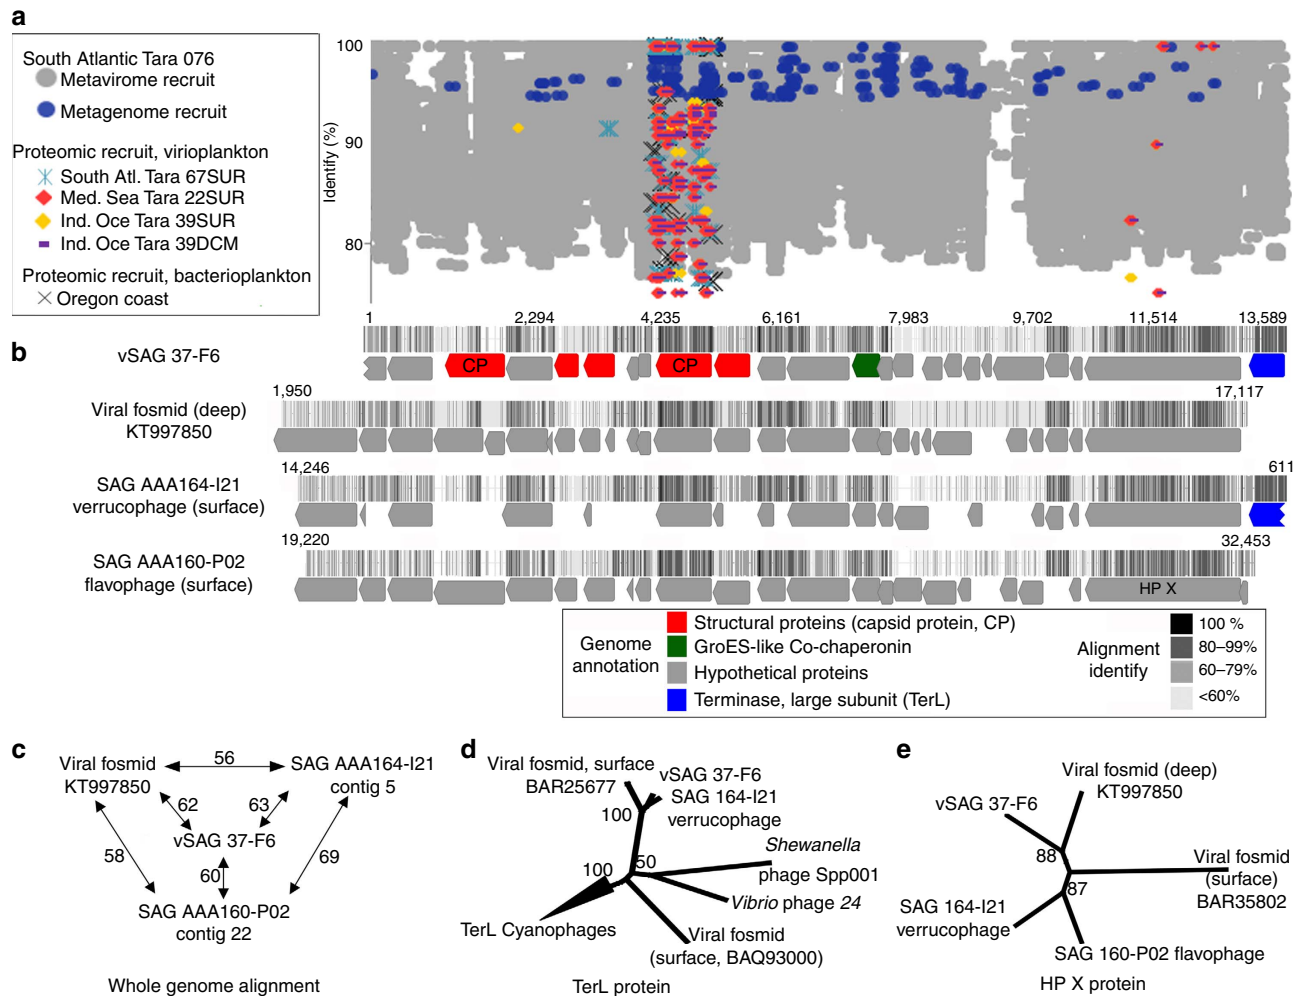 a
South Atlantic Tara 076
Metavirome recruit
Metagenome recruit
Proteomic recruit, virioplankton
South Atl. Tara 67SUR
Med. Sea Tara 22SUR
Ind. Oce Tara 39SUR
Ind. Oce Tara 39DCM
Proteomic recruit, bacterioplankton
Oregon coast
Identify (%)
100
90
80
1 2,294 4,235 6,161 7,983 9,702 11,514 13,589
b
vSAG 37-F6
CP CP
1,950 17,117
Viral fosmid (deep)
KT997850
14,246 611
SAG AAA164-I21
verrucophage (surface)
19,220 32,453
SAG AAA160-P02
flavophage (surface)
HP X
Genome
annotation
Structural proteins (capsid protein, CP)
GroES-like Co-chaperonin
Hypothetical proteins
Terminase, large subunit (TerL)
Alignment
identify
100 %
80–99%
60–79%
<60%
c
Viral fosmid
KT997850
56
SAG AAA164-I21
contig 5
62
63
vSAG 37-F6
58
60
69
SAG AAA160-P02
contig 22
Whole genome alignment
d
Viral fosmid, surface
BAR25677
vSAG 37-F6
SAG 164-I21
verrucophage
100
Shewanella
phage Spp001
50
100
Vibrio phage 24
TerL Cyanophages
Viral fosmid
(surface, BAQ93000)
TerL protein
e
Viral fosmid (deep)
KT997850
vSAG 37-F6
88
Viral fosmid
(surface)
BAR35802
87
SAG 164-I21
verrucophage
SAG 160-P02 flavophage
HP X protein